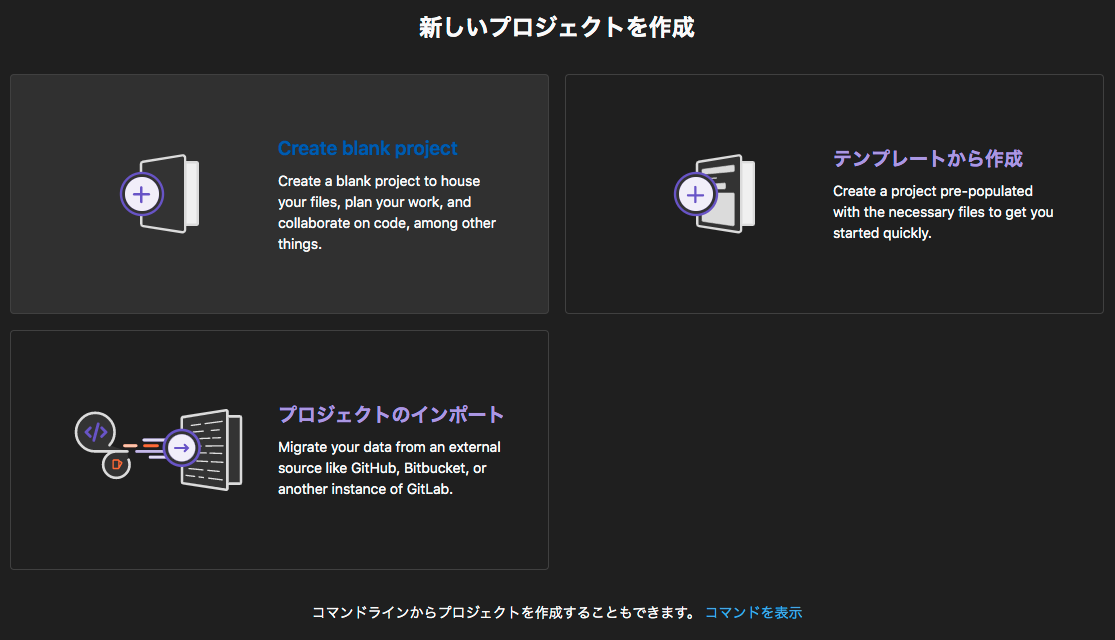 新しいプロジェクトを作成
Create blank project
Create a blank project to house
your files, plan your work, and
collaborate on code, among other
things.
テンプレートから作成
Create a project pre-populated
with the necessary files to get you
started quickly.
プロジェクトのインポート
Migrate your data from an external
source like GitHub, Bitbucket, or
another instance of GitLab.
コマンドラインからプロジェクトを作成することもできます。 コマンドを表示